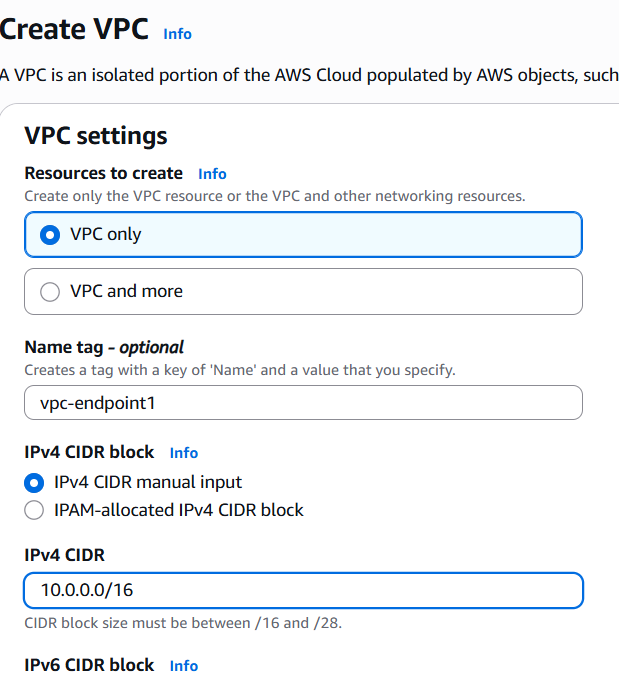 Create VPC Info
A VPC is an isolated portion of the AWS Cloud populated by AWS objects, such
VPC settings
Resources to create Info
Create only the VPC resource or the VPC and other networking resources.
VPC only
VPC and more
Name tag - optional
Creates a tag with a key of 'Name' and a value that you specify.
vpc-endpoint1
IPv4 CIDR block Info
IPv4 CIDR manual input
IPAM-allocated IPv4 CIDR block
IPv4 CIDR
10.0.0.0/16
CIDR block size must be between /16 and /28.
IPv6 CIDR block Info